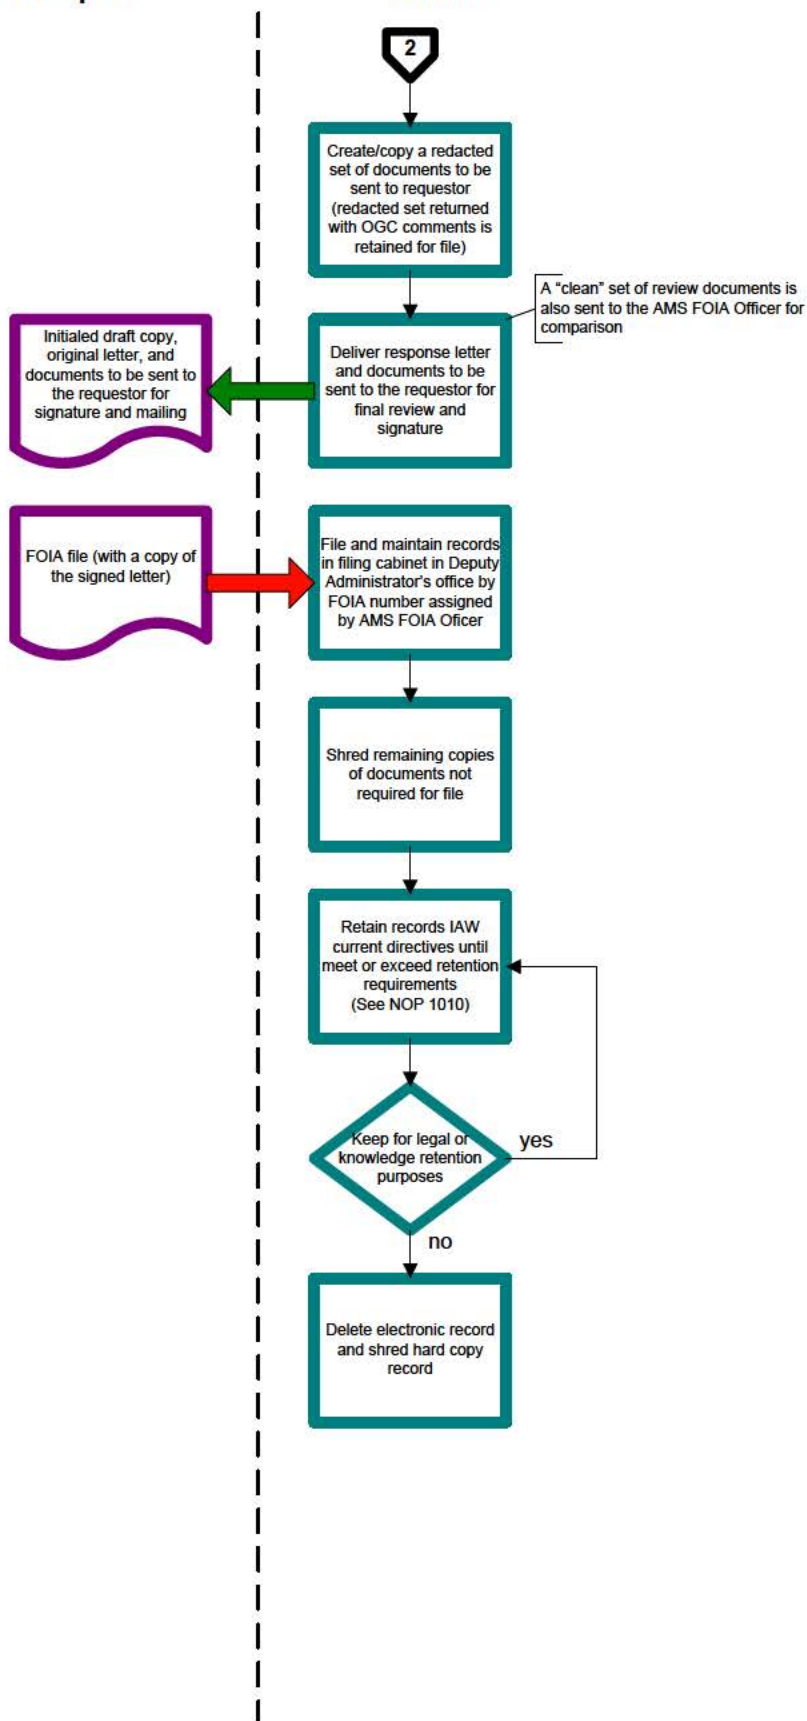 2
Create/copy a redacted
set of documents to be
sent to requestor
(redacted set returned
with OGC comments is
retained for file)
A “clean” set of review documents is
also sent to the AMS FOIA Officer for
comparison
Initialed draft copy,
original letter, and
documents to be sent to
the requestor for
signature and mailing
Deliver response letter
and documents to be
sent to the requestor for
final review and
signature
FOIA file (with a copy of
the signed letter)
File and maintain records
in filing cabinet in Deputy
Administrator's office by
FOIA number assigned
by AMS FOIA Oficer
Shred remaining copies
of documents not
required for file
Retain records IAW
current directives until
meet or exceed retention
requirements
(See NOP 1010)
Keep for legal or
knowledge retention
purposes
yes
no
Delete electronic record
and shred hard copy
record